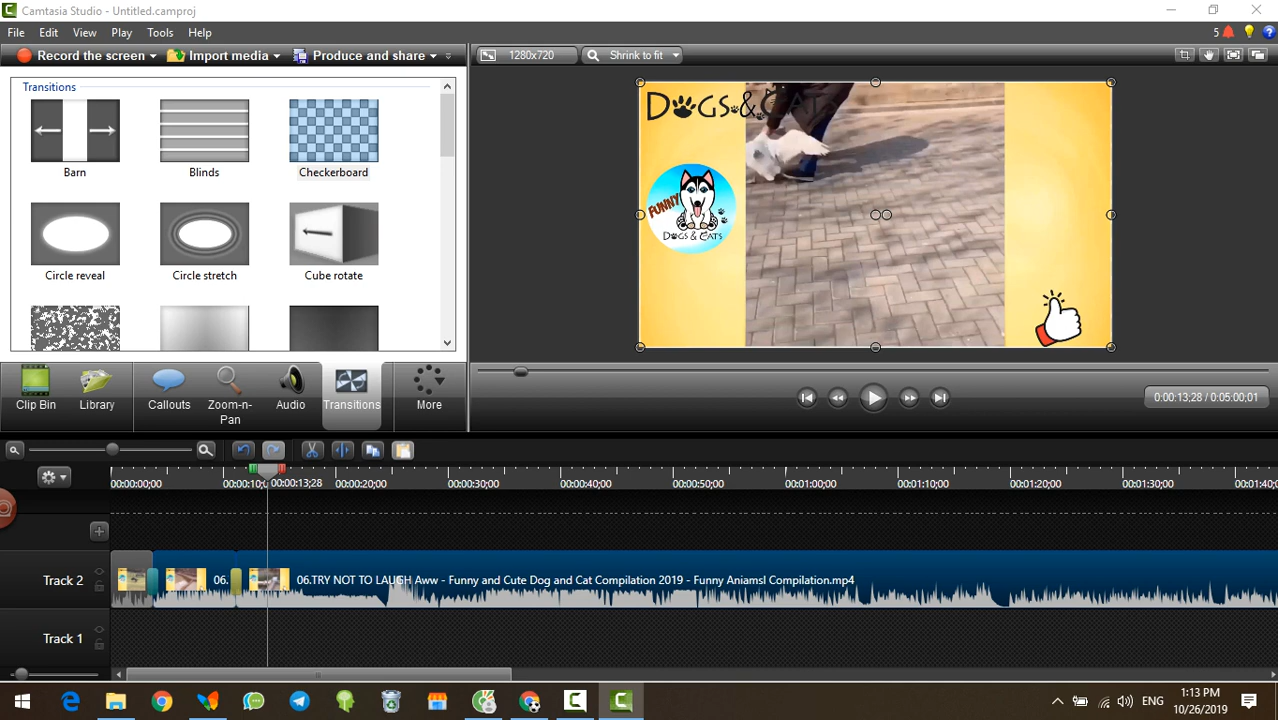 Camtasia Studio - Untitled.camproj
File Edit View Play Tools Help
5
Record the screen Import media Produce and share
1280x720 Shrink to fit
Transitions
Barn Blinds Checkerboard
Circle reveal Circle stretch Cube rotate
DOGS & CATS
FUNNY
DOGS & CATS
Clip Bin Library Callouts Zoom-n-Pan Audio Transitions More
0:00:13;28 / 0:05:00;01
00:00:00;00 00:00:10; 00:00:13;28 00:00:20;00 00:00:30;00 00:00:40;00 00:00:50;00 00:01:00;00 00:01:10;00 00:01:20;00 00:01:30;00 00:01:40;
Track 2 06. 06.TRY NOT TO LAUGH Aww - Funny and Cute Dog and Cat Compilation 2019 - Funny Aniamsl Compilation.mp4
Track 1
ENG 1:13 PM
10/26/2019